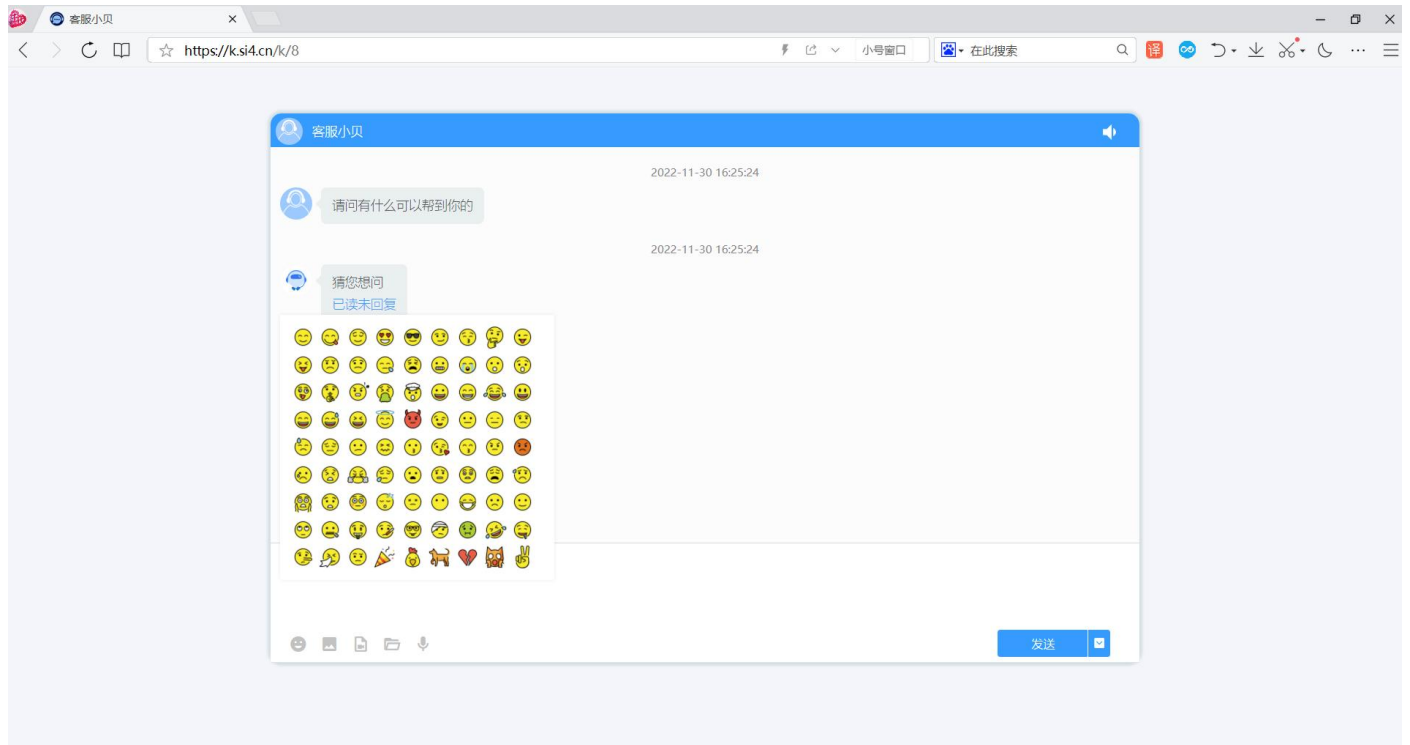 客服小贝
https://k.si4.cn/k/8
小号窗口
在此搜索
译
客服小贝
2022-11-30 16:25:24
请问有什么可以帮到你的
2022-11-30 16:25:24
猜您想问
已读未回复
发送